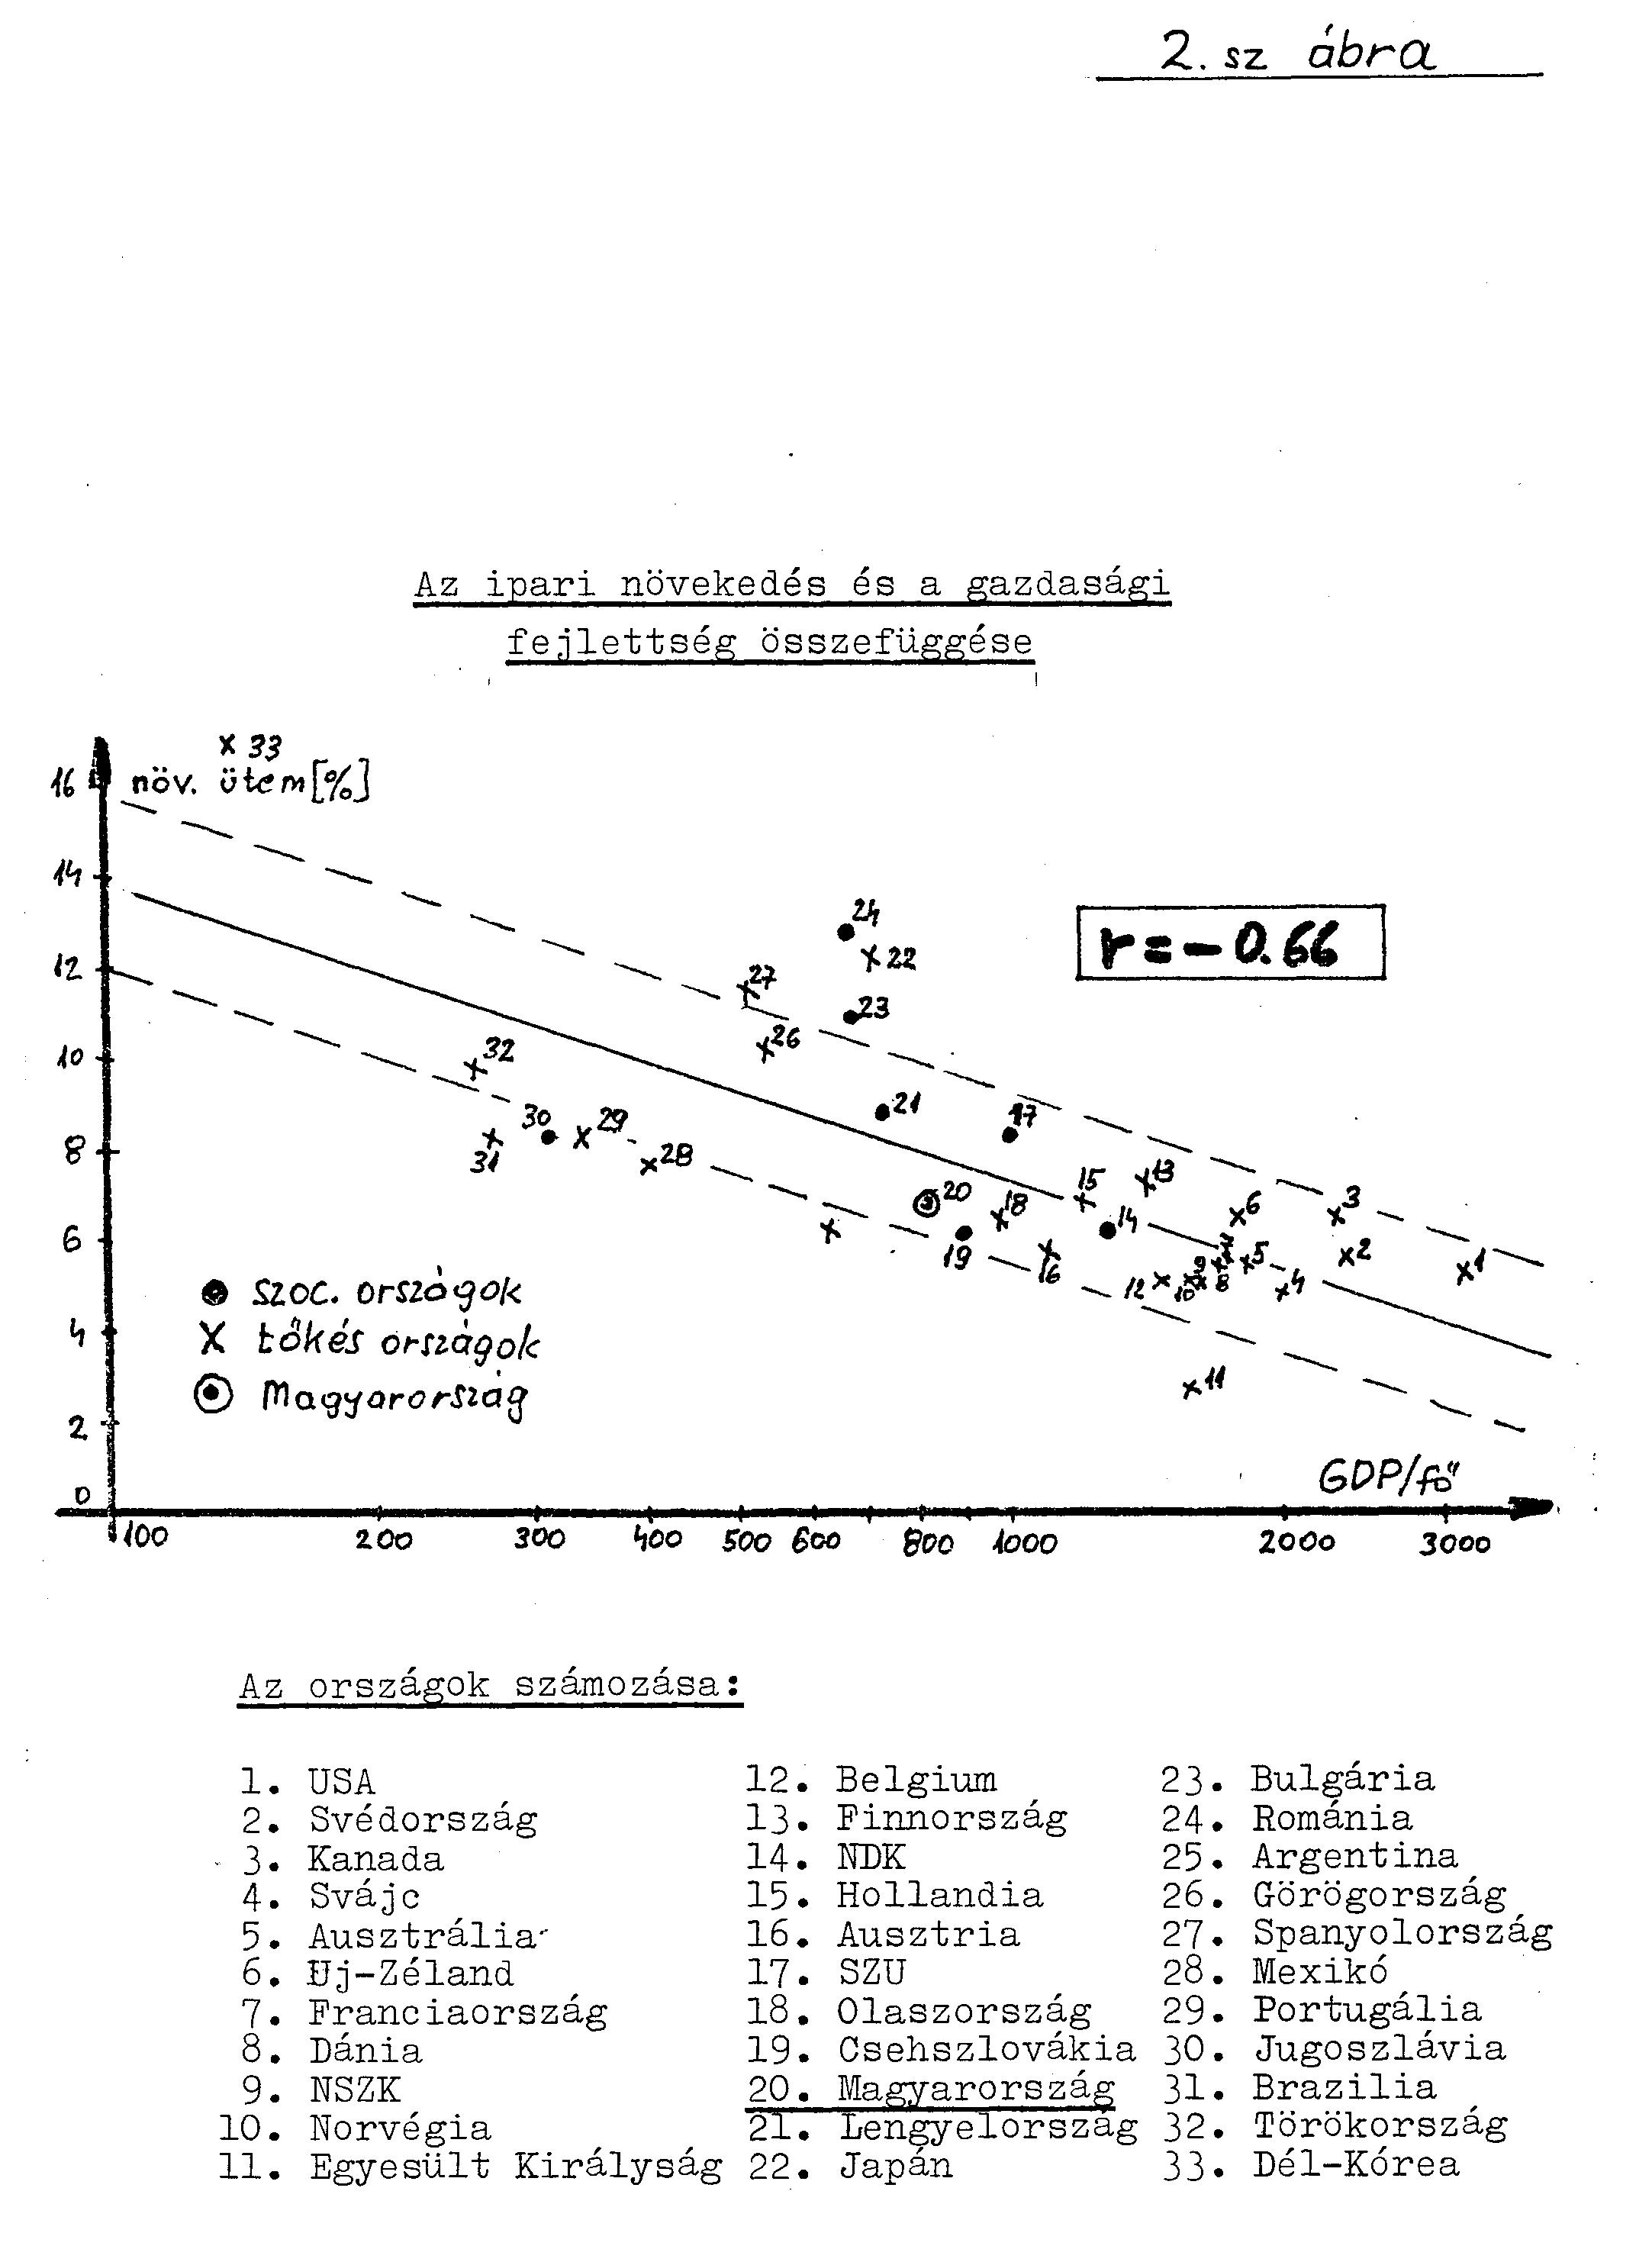 2. sz ábra
Az ipari növekedés és a gazdasági
fejlettség összefüggése
x 33
16 növ. ütem [%]
14
24
r = - 0.66
12
22
27
23
26
10
32
21
30
29
17
8
31
28
15
13
20
18
14
6
3
6
19
16
5
2
1
9
12
10
8
4
● szoc. országok
4
x tőkés országok
11
Magyarország
2
GDP/fő
0
100 200 300 400 500 600 800 1000 2000 3000
Az országok számozása:
1. USA
2. Svédország
3. Kanada
4. Svájc
5. Ausztrália
6. Uj-Zéland
7. Franciaország
8. Dánia
9. NSZK
10. Norvégia
11. Egyesült Királyság
12. Belgium
13. Finnország
14. NDK
15. Hollandia
16. Ausztria
17. SZU
18. Olaszország
19. Csehszlovákia
20. Magyarország
21. Lengyelország
22. Japán
23. Bulgária
24. Románia
25. Argentina
26. Görögország
27. Spanyolország
28. Mexikó
29. Portugália
30. Jugoszlávia
31. Brazilia
32. Törökország
33. Dél-Kórea